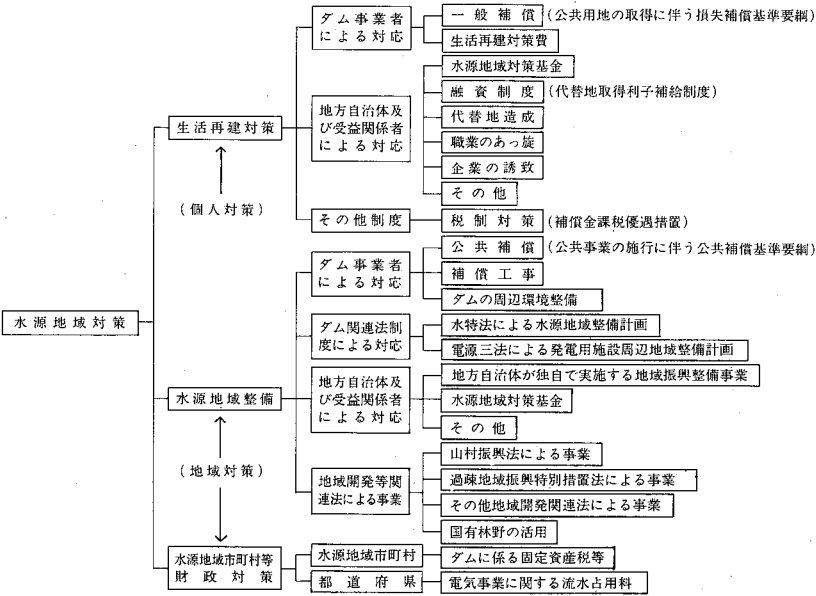 水源地域対策
生活再建対策
(個人対策)
ダム事業者
による対応
一般補償 (公共用地の取得に伴う損失補償基準要綱)
生活再建対策費
地方自治体及
び受益関係者
による対応
水源地域対策基金
融資制度 (代替地取得利子補給制度)
代替地造成
職業のあっ旋
企業の誘致
その他
その他制度
税制対策 (補償金課税優遇措置)
水源地域整備
(地域対策)
ダム事業者
による対応
公共補償 (公共事業の施行に伴う公共補償基準要綱)
補償工事
ダムの周辺環境整備
ダム関連法制
度による対応
水特法による水源地域整備計画
電源三法による発電用施設周辺地域整備計画
地方自治体及
び受益関係者
による対応
地方自治体が独自で実施する地域振興整備事業
水源地域対策基金
その他
地域開発等関
連法による事業
山村振興法による事業
過疎地域振興特別措置法による事業
その他地域開発関連法による事業
国有林野の活用
水源地域市町村等
財政対策
水源地域市町村
ダムに係る固定資産税等
都道府県
電気事業に関する流水占用料